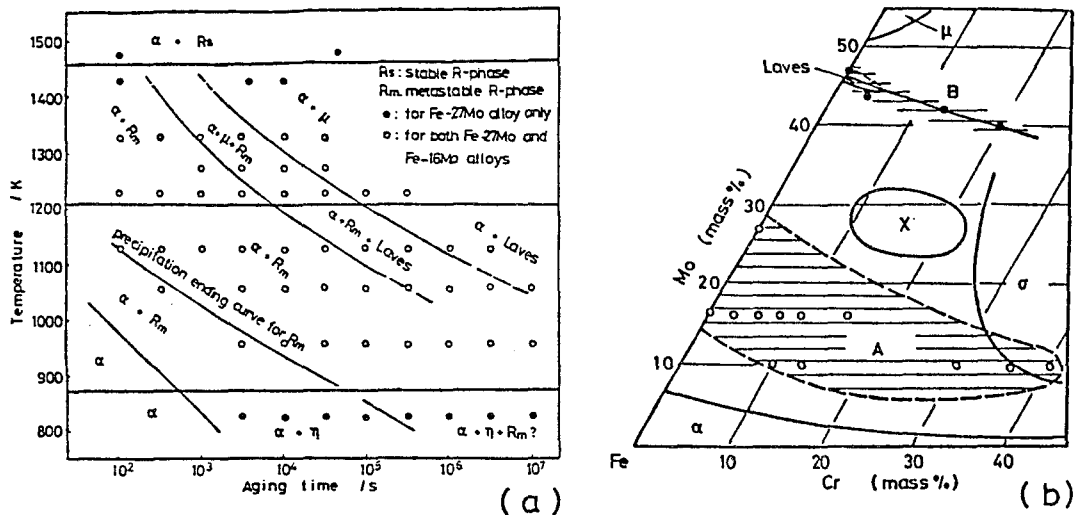 1500
1400
1300
1200
1100
1000
900
800
Temperature /K
α + Rs
Rs : stable R-phase
Rm : metastable R-phase
● : for Fe-27Mo alloy only
○ : for both Fe-27Mo and
Fe-16Mo alloys
α + μ
α + Rm
α + μ + Rm
α + Rm + Laves
α + Laves
α + Rm
precipitation ending curve for Rm
α + Rm
α
α
α + η
α + η + Rm ?
10² 10³ 10⁴ 10⁵ 10⁶ 10⁷
Aging time /s
(a)
μ
50
Laves
B
40
Mo (mass %)
30
χ
20
σ
A
10
α
Fe
10 20 30 40
Cr (mass %)
(b)